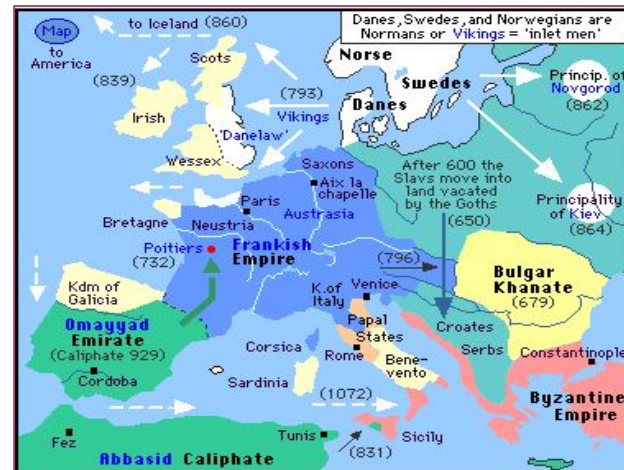 Map
to
America
to Iceland
(860)
Danes, Swedes, and Norwegians are
Normans or Vikings = 'inlet men'
Norse
Swedes
Danes
Princip. of
Novgorod
(862)
Scots
(839)
(793)
Vikings
Irish
'Danelaw'
Wessex
Saxons
Aix la
chapelle
After 600 the
Slavs move into
land vacated
by the Goths
(650)
Principality
of Kiev
(864)
Paris
Bretagne
Neustria
Austrasia
Poitiers
(732)
Frankish
Empire
(796)
Bulgar
Khanate
(679)
Kdm of
Galicia
K.of
Italy
Venice
Papal
States
Croates
Serbs
Omayyad
Emirate
(Caliphate 929)
Cordoba
Corsica
Rome
Bene-
vento
Constantinople
Sardinia
(1072)
Byzantine
Empire
Fez
Tunis
Sicily
(831)
Abbasid Caliphate